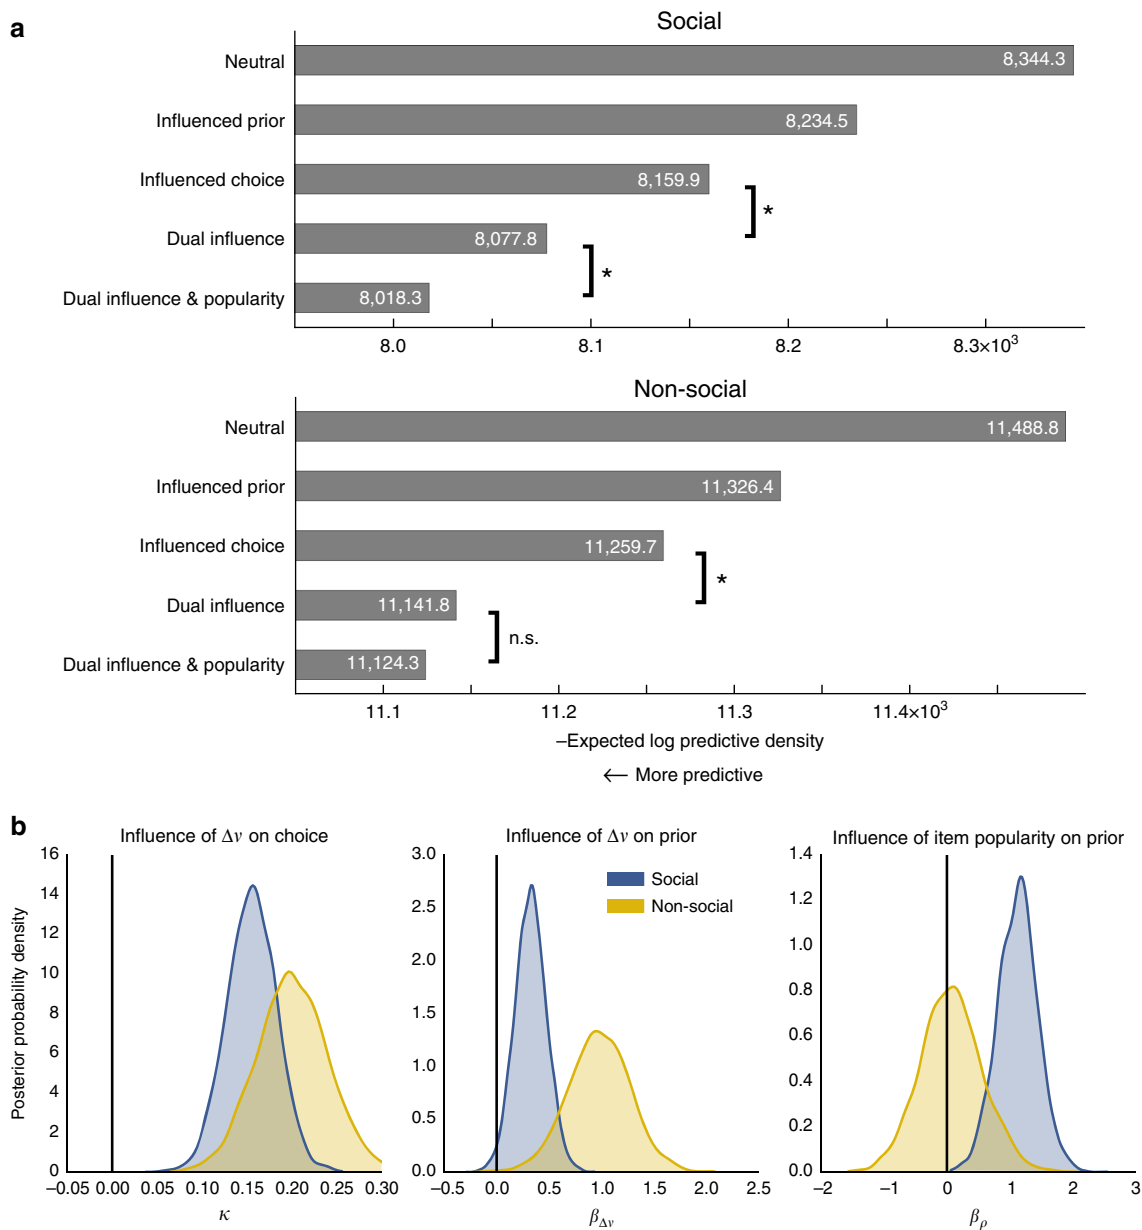 a
Social
Neutral
8,344.3
Influenced prior
8,234.5
Influenced choice
8,159.9
*
Dual influence
8,077.8
*
Dual influence & popularity
8,018.3
8.0 8.1 8.2 8.3×10³
Non-social
Neutral
11,488.8
Influenced prior
11,326.4
Influenced choice
11,259.7
*
Dual influence
11,141.8
n.s.
Dual influence & popularity
11,124.3
11.1 11.2 11.3 11.4×10³
–Expected log predictive density
← More predictive
b
Influence of Δv on choice
Posterior probability density
16
14
12
10
8
6
4
2
0
–0.05 0.00 0.05 0.10 0.15 0.20 0.25 0.30
κ
Influence of Δv on prior
3.0
2.5
2.0
1.5
1.0
0.5
0.0
Social
Non-social
–0.5 0.0 0.5 1.0 1.5 2.0 2.5
βΔv
Influence of item popularity on prior
1.4
1.2
1.0
0.8
0.6
0.4
0.2
0.0
–2 –1 0 1 2 3
βρ